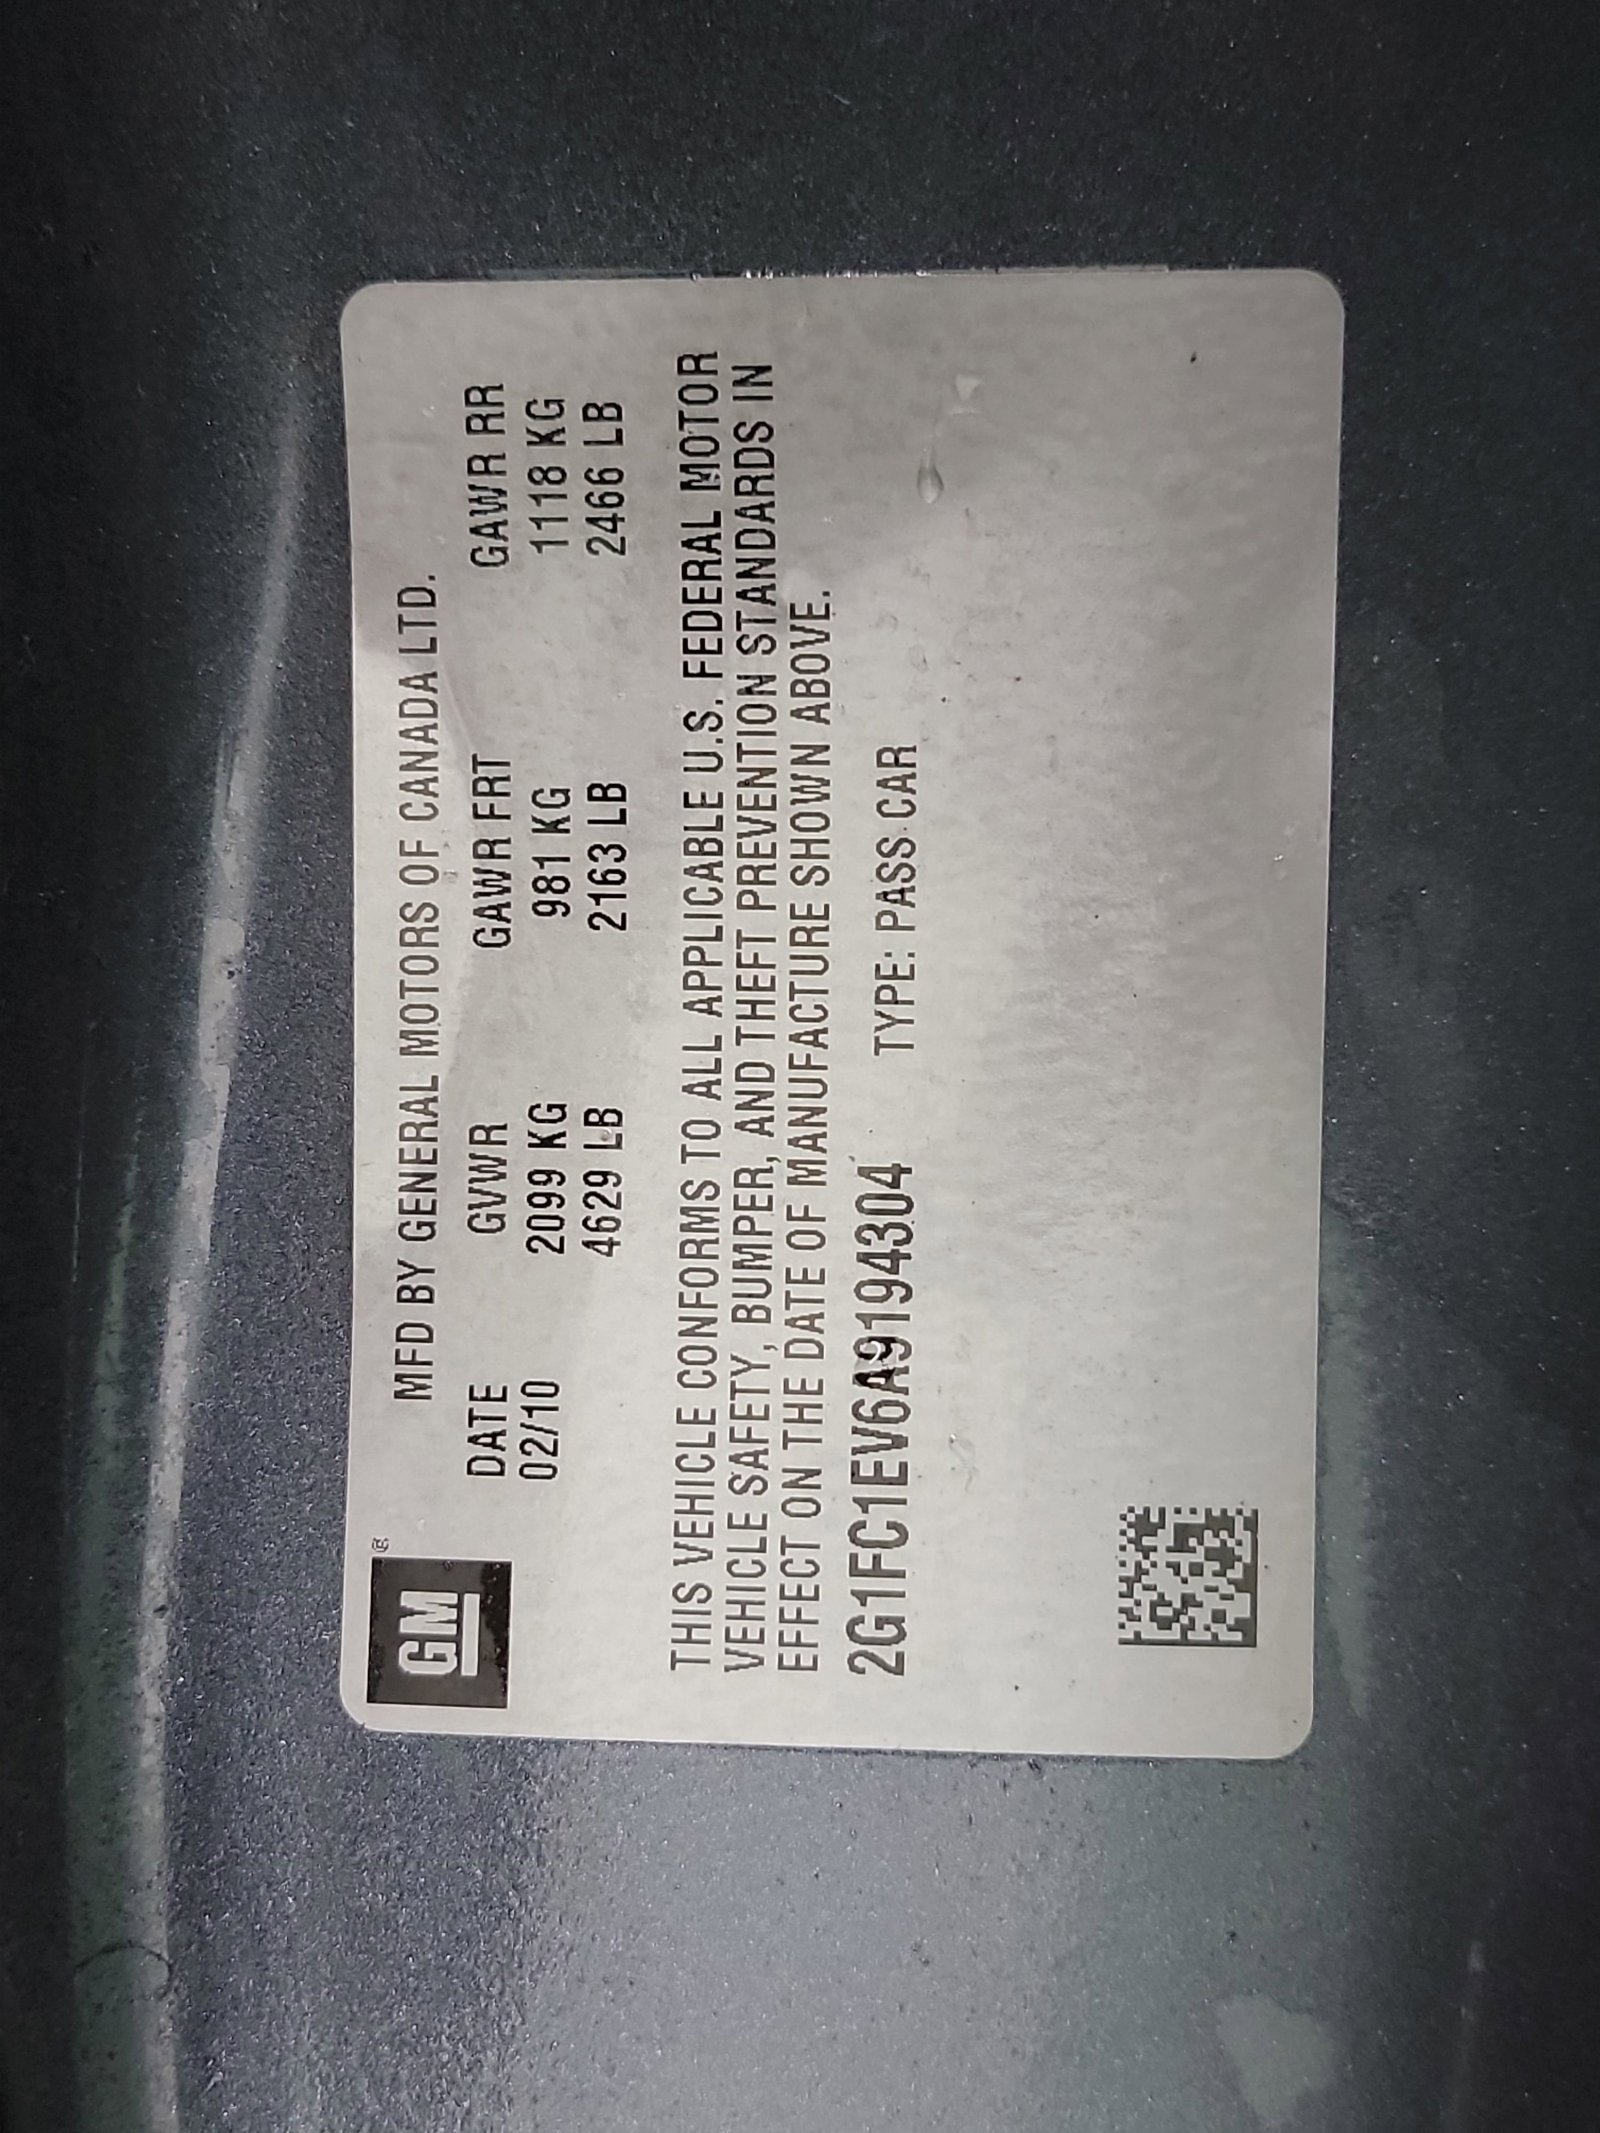 GM ®
MFD BY GENERAL MOTORS OF CANADA LTD.
DATE GVWR GAWR FRT GAWR RR
02/10 2099 KG 981 KG 1118 KG
4629 LB 2163 LB 2466 LB
THIS VEHICLE CONFORMS TO ALL APPLICABLE U.S. FEDERAL MOTOR
VEHICLE SAFETY, BUMPER, AND THEFT PREVENTION STANDARDS IN
EFFECT ON THE DATE OF MANUFACTURE SHOWN ABOVE.
2G1FC1EV6A9194304 TYPE: PASS CAR